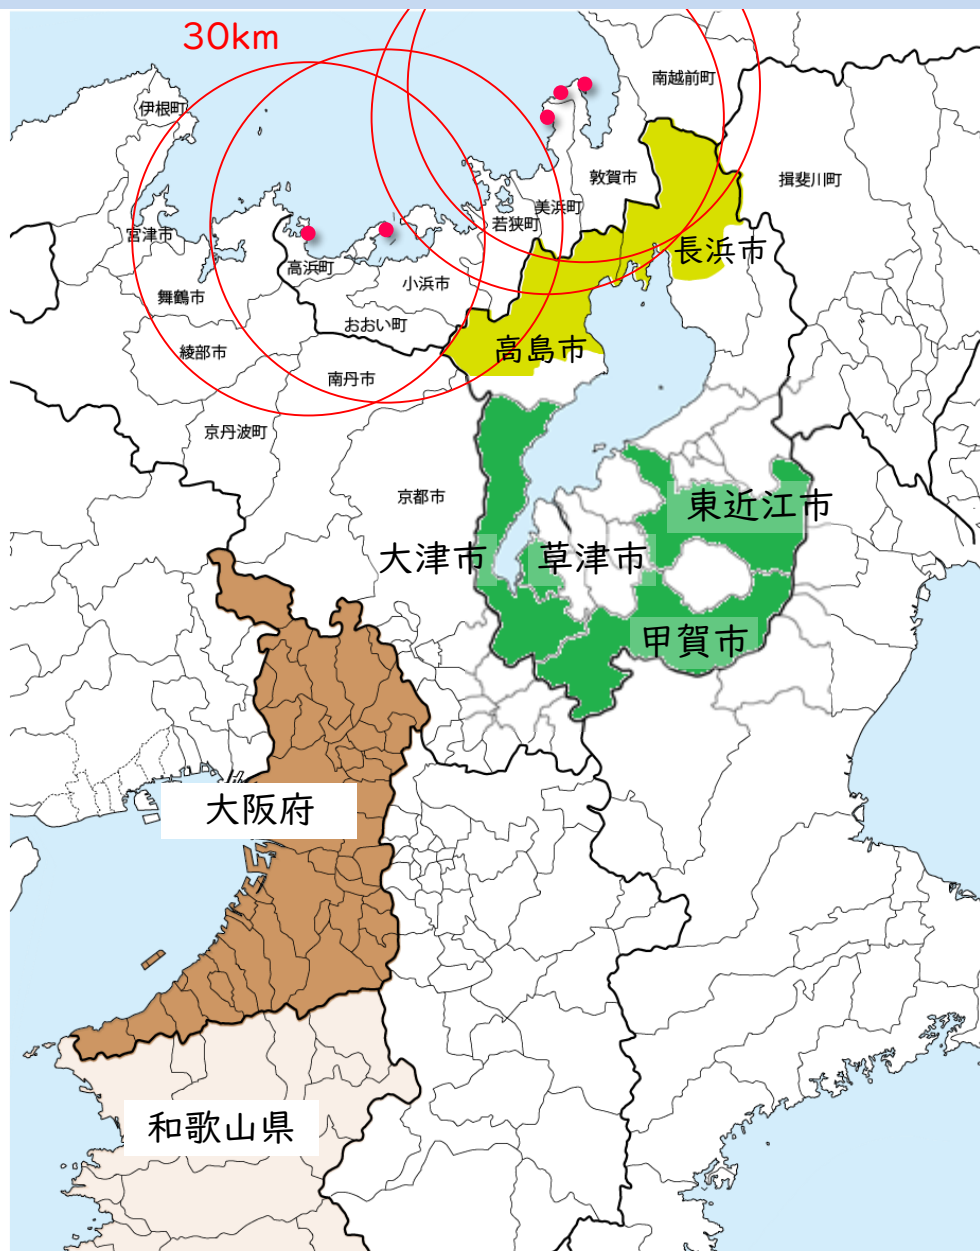 30km
南越前町
伊根町
敦賀市
揖斐川町
美浜町
若狭町
宮津市
長浜市
高浜町
小浜市
舞鶴市
おおい町
高島市
綾部市
南丹市
京丹波町
京都市
東近江市
大津市
草津市
甲賀市
大阪府
和歌山県